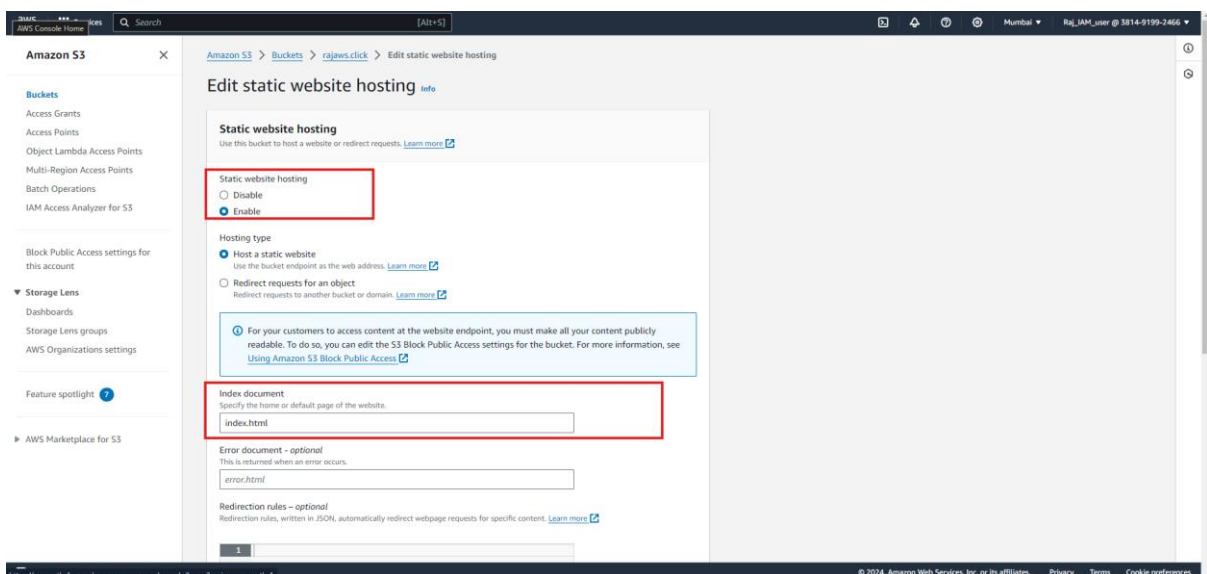 AWS Console Home
Search
[Alt+S]
Mumbai ▼
Raj_IAM_user @ 3814-9199-2466 ▼
Amazon S3
Buckets
Access Grants
Access Points
Object Lambda Access Points
Multi-Region Access Points
Batch Operations
IAM Access Analyzer for S3
Block Public Access settings for
this account
Storage Lens
Dashboards
Storage Lens groups
AWS Organizations settings
Feature spotlight 7
AWS Marketplace for S3
Amazon S3 > Buckets > rajaws.click > Edit static website hosting
Edit static website hosting Info
Static website hosting
Use this bucket to host a website or redirect requests. Learn more
Static website hosting
Disable
Enable
Hosting type
Host a static website
Use the bucket endpoint as the web address. Learn more
Redirect requests for an object
Redirect requests to another bucket or domain. Learn more
For your customers to access content at the website endpoint, you must make all your content publicly
readable. To do so, you can edit the S3 Block Public Access settings for the bucket. For more information, see
Using Amazon S3 Block Public Access
Index document
Specify the home or default page of the website.
index.html
Error document - optional
This is returned when an error occurs.
error.html
Redirection rules – optional
Redirection rules, written in JSON, automatically redirect webpage requests for specific content. Learn more
1
© 2024, Amazon Web Services, Inc. or its affiliates. Privacy Terms Cookie preferences